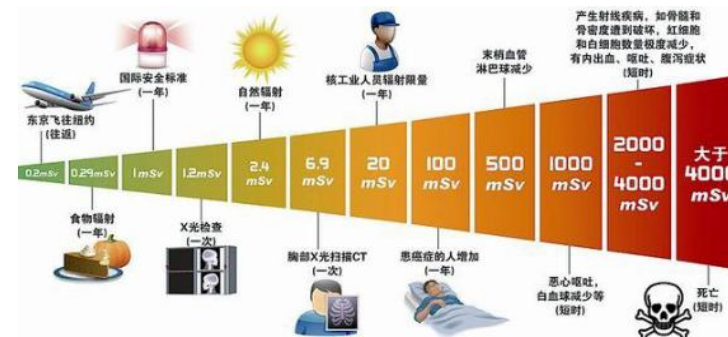 产生射线疾病，如骨髓和
骨密度遭到破坏，红细胞
和白细胞数量极度减少，
有内出血、呕吐、腹泻症状
(短时)
国际安全标准
(一年)
自然辐射
(一年)
核工业人员辐射限量
(一年)
末梢血管
淋巴球减少
东京飞往纽约
(往返)
0.2mSv
0.29mSv
1mSv
1.2mSv
2.4
mSv
6.9
mSv
20
mSv
100
mSv
500
mSv
1000
mSv
2000
-
4000
mSv
大于
4000
mSv
食物辐射
(一年)
X光检查
(一次)
胸部X光扫描CT
(一次)
患癌症的人增加
(一年)
恶心呕吐，
白血球减少等
(短时)
死亡
(短时)